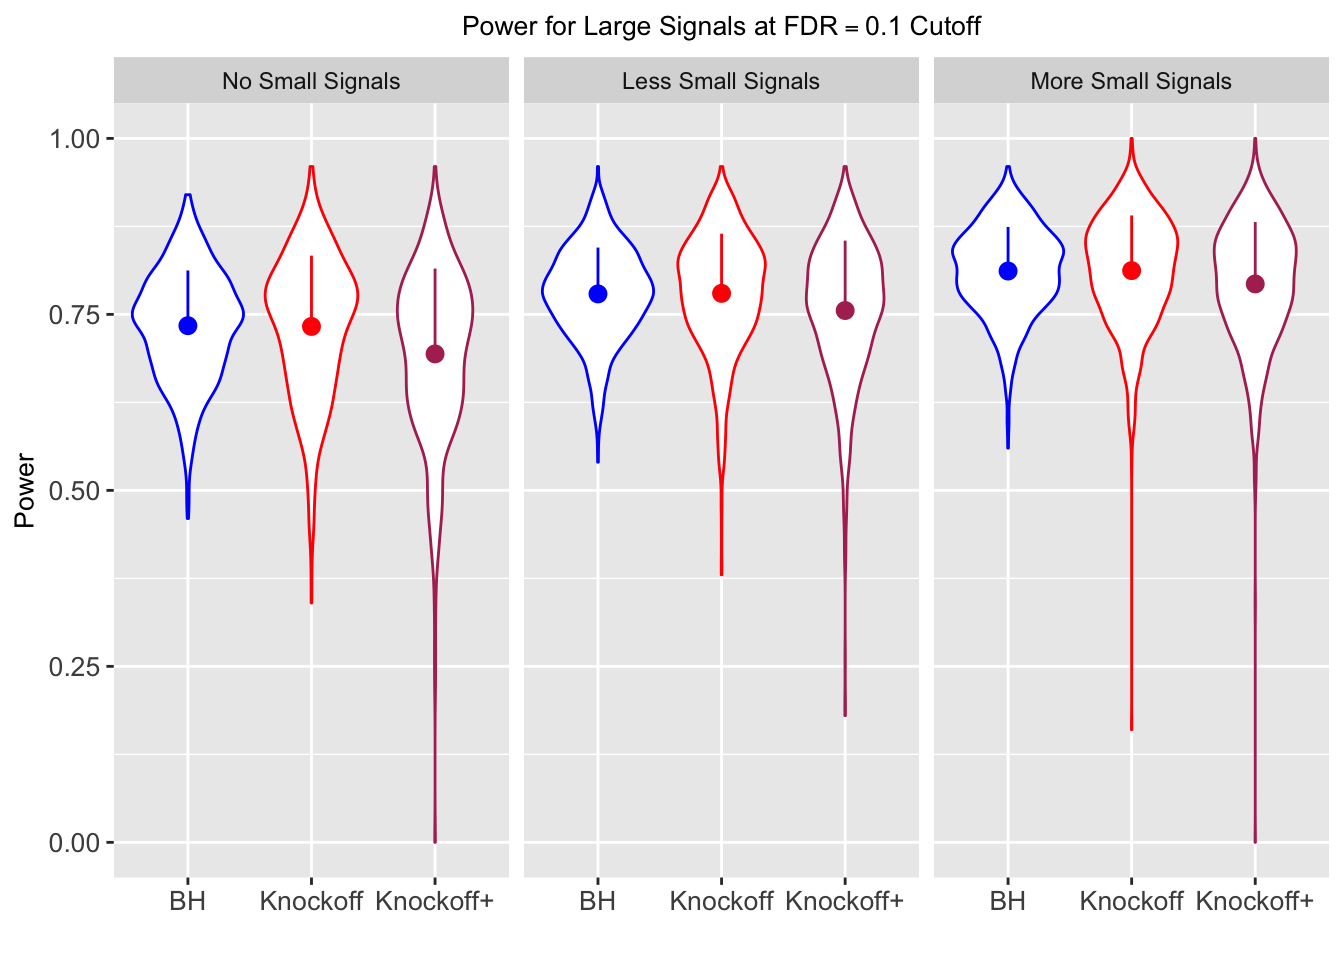 Power for Large Signals at FDR = 0.1 Cutoff
No Small Signals
Less Small Signals
More Small Signals
1.00
0.75
0.50
0.25
0.00
Power
BH Knockoff Knockoff+
BH Knockoff Knockoff+
BH Knockoff Knockoff+